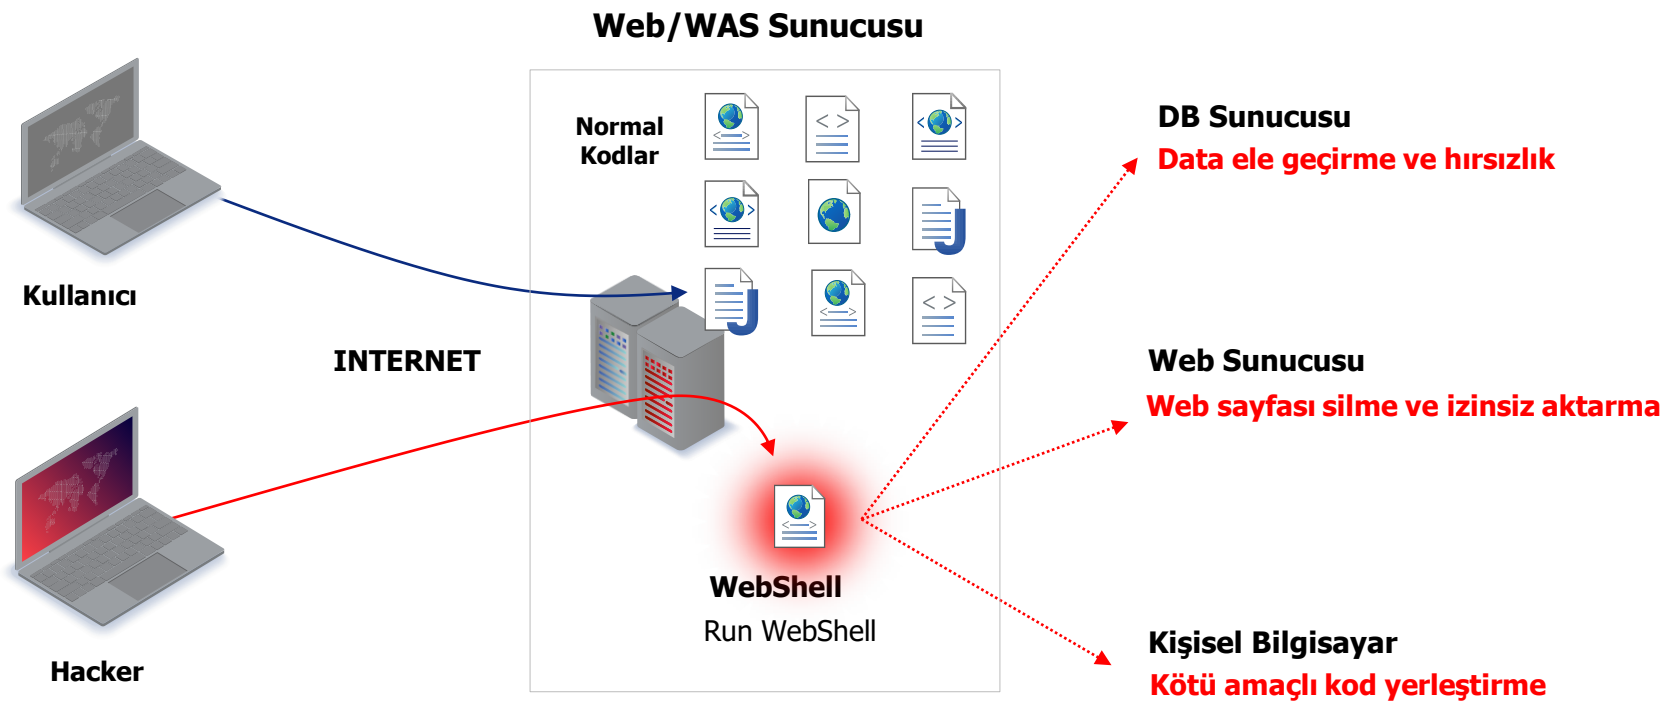 Web/WAS Sunucusu
Normal
Kodlar
Kullanıcı
INTERNET
Hacker
WebShell
Run WebShell
DB Sunucusu
Data ele geçirme ve hırsızlık
Web Sunucusu
Web sayfası silme ve izinsiz aktarma
Kişisel Bilgisayar
Kötü amaçlı kod yerleştirme